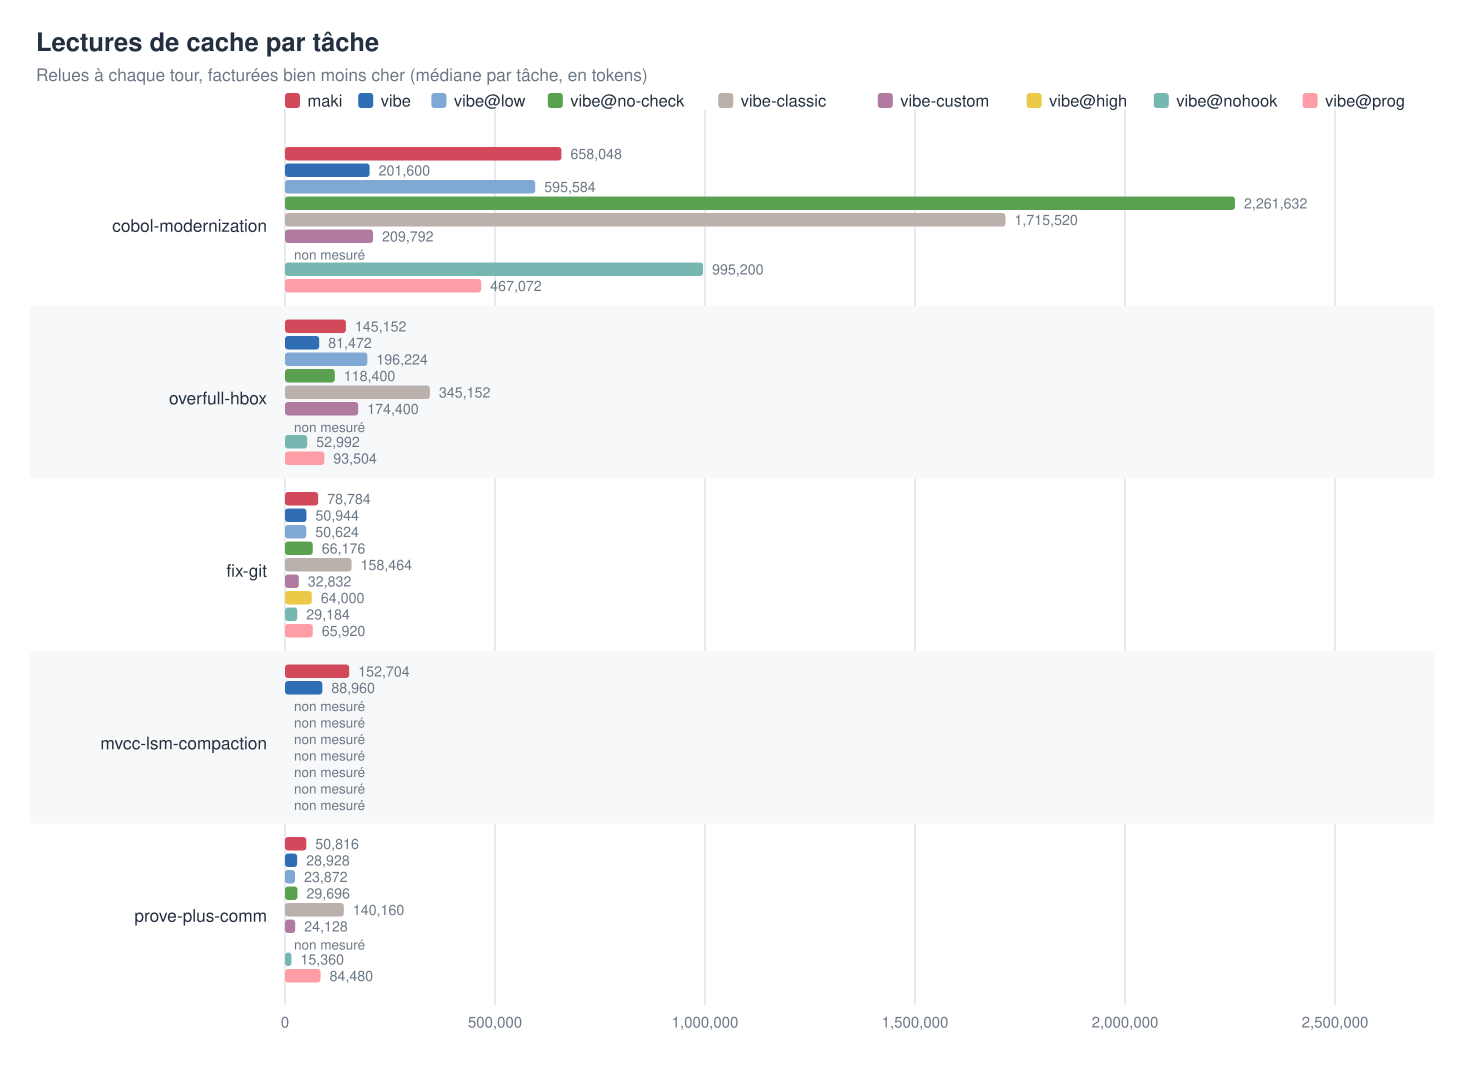 Lectures de cache par tâche
Relues à chaque tour, facturées bien moins cher (médiane par tâche, en tokens)
maki vibe vibe@low vibe@no-check vibe-classic vibe-custom vibe@high vibe@nohook vibe@prog
cobol-modernization
658,048
201,600
595,584
2,261,632
1,715,520
209,792
non mesuré
995,200
467,072
overfull-hbox
145,152
81,472
196,224
118,400
345,152
174,400
non mesuré
52,992
93,504
fix-git
78,784
50,944
50,624
66,176
158,464
32,832
64,000
29,184
65,920
mvcc-lsm-compaction
152,704
88,960
non mesuré
non mesuré
non mesuré
non mesuré
non mesuré
non mesuré
non mesuré
prove-plus-comm
50,816
28,928
23,872
29,696
140,160
24,128
non mesuré
15,360
84,480
0 500,000 1,000,000 1,500,000 2,000,000 2,500,000